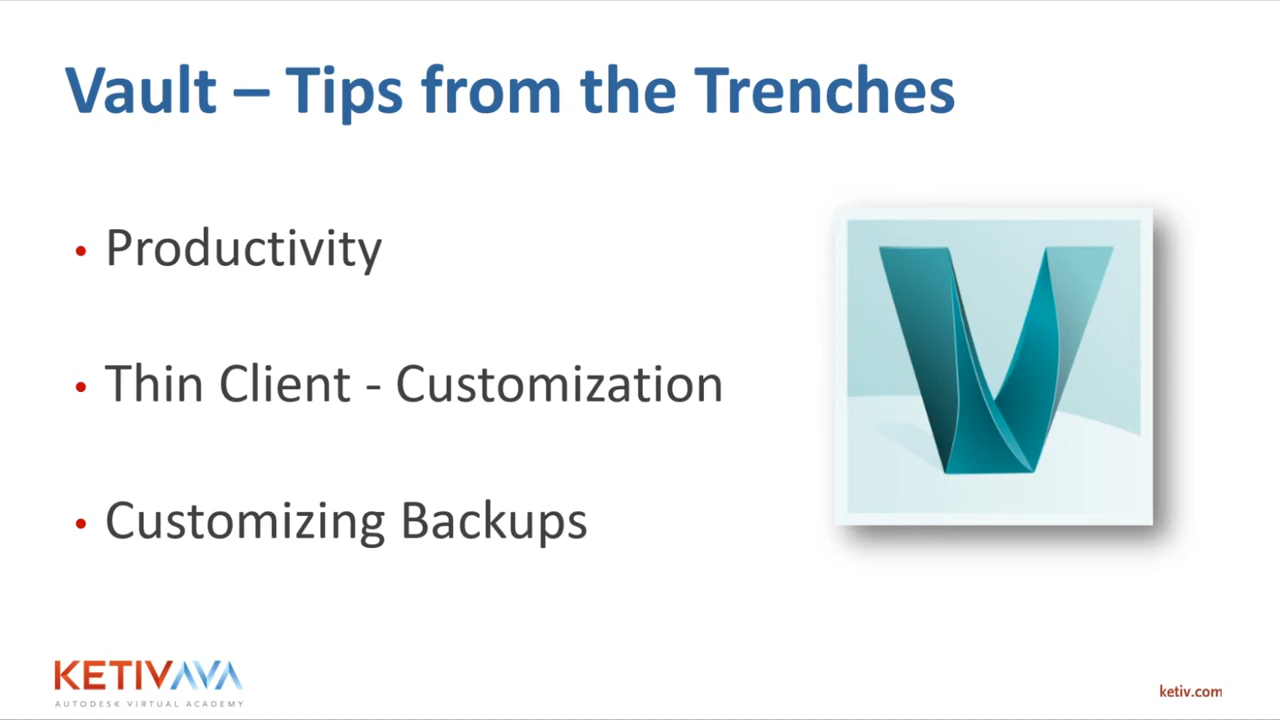 Vault – Tips from the Trenches
• Productivity
• Thin Client - Customization
• Customizing Backups
KETIVAVA
AUTODESK VIRTUAL ACADEMY
ketiv.com